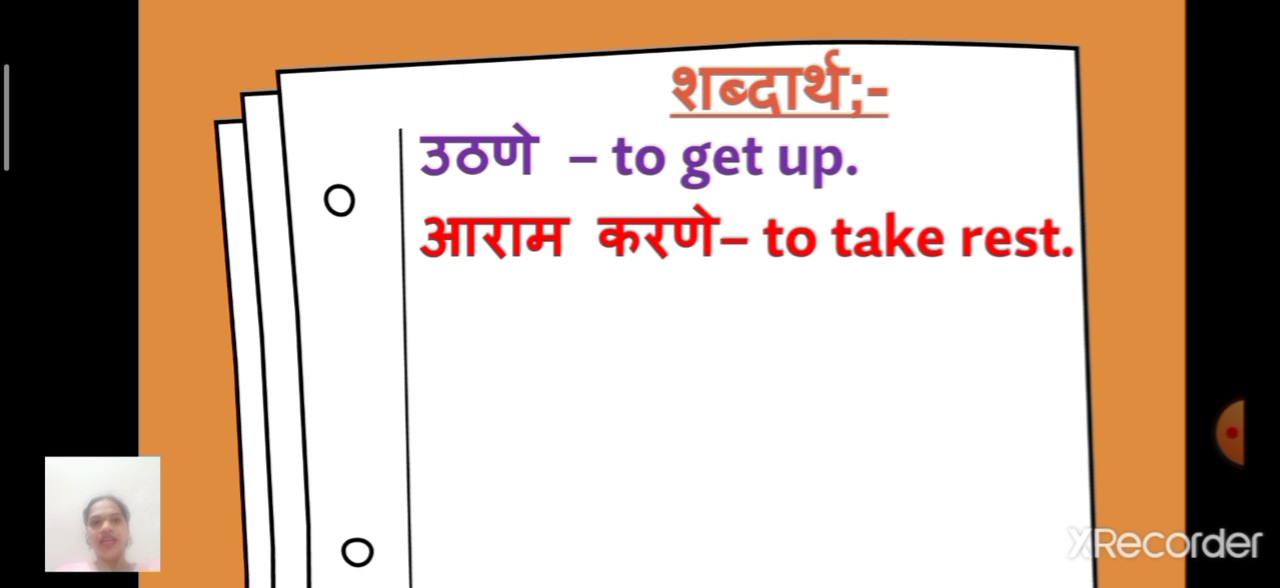 शब्दार्थ;-
उठणे – to get up.
आराम करणे– to take rest.
XRecorder